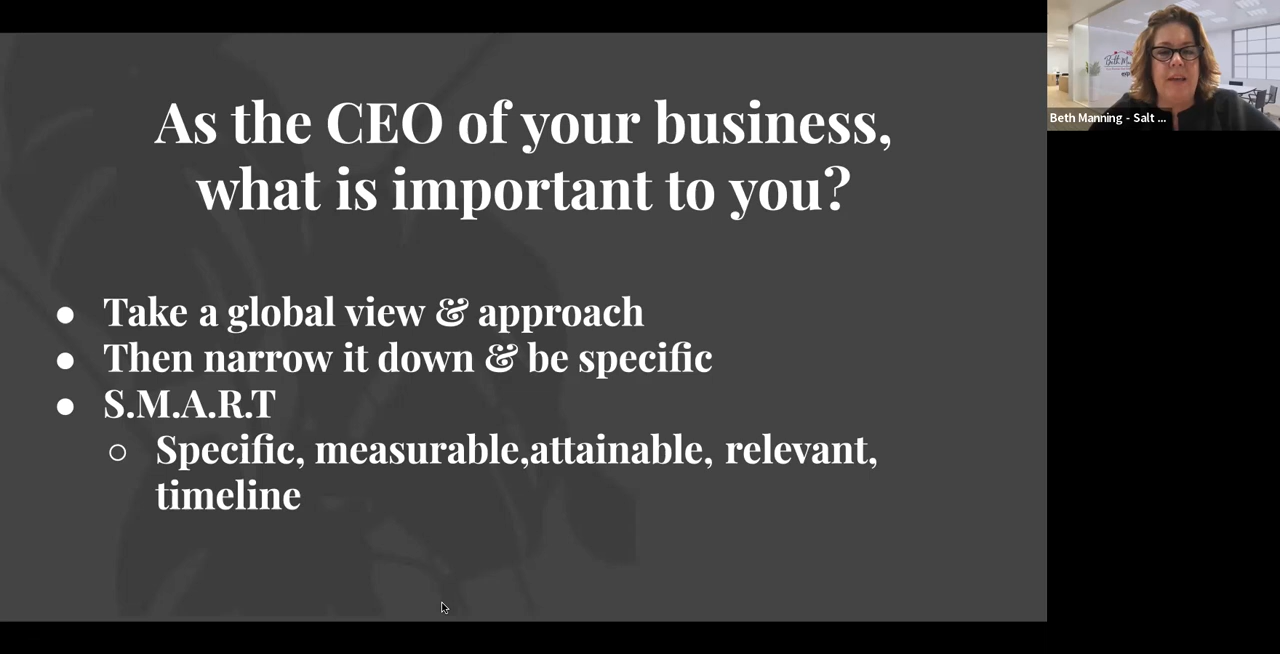 As the CEO of your business,
what is important to you?
● Take a global view & approach
● Then narrow it down & be specific
● S.M.A.R.T
○ Specific, measurable,attainable, relevant,
timeline
Beth Manning - Salt ...